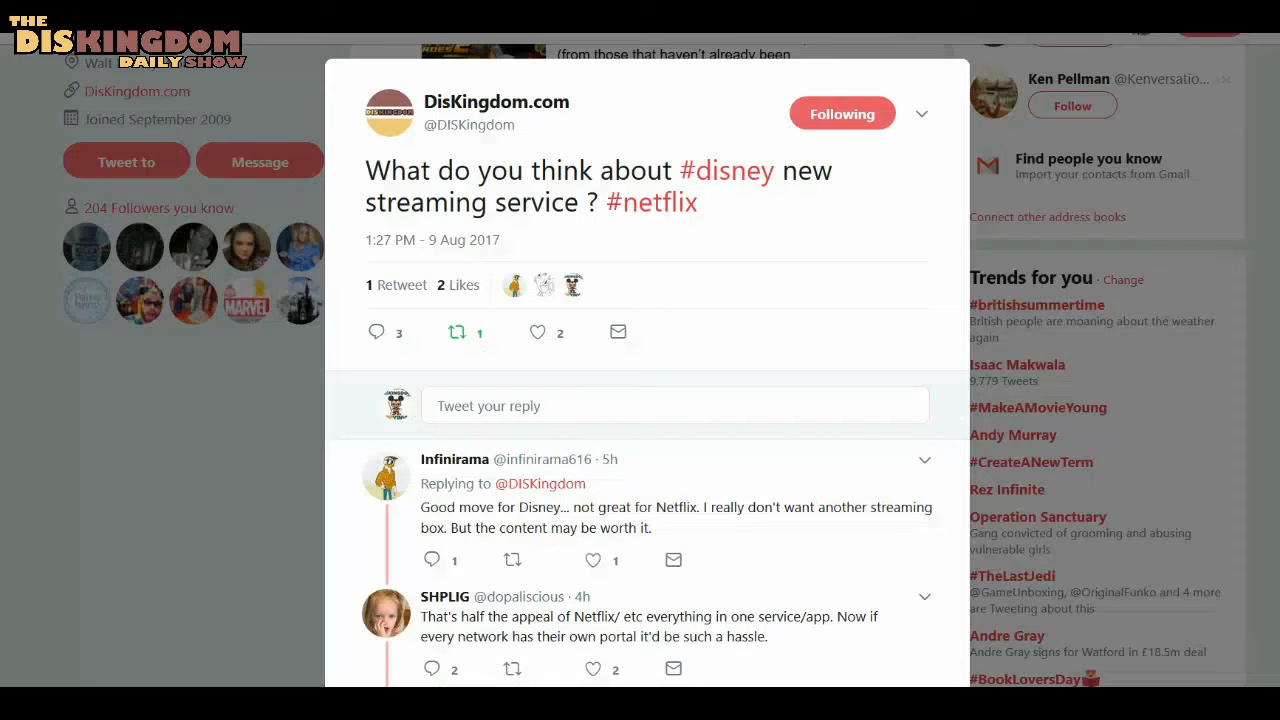 THE
DISKINGDOM
DAILY SHOW
Walt
DisKingdom.com
Joined September 2009
Tweet to
Message
204 Followers you know
MARVEL
(from those that haven't already been
DisKingdom.com
@DISKingdom
Following
What do you think about #disney new
streaming service ? #netflix
1:27 PM - 9 Aug 2017
1 Retweet 2 Likes
3 1 2
Tweet your reply
Infinirama @infinirama616 · 5h
Replying to @DISKingdom
Good move for Disney... not great for Netflix. I really don't want another streaming
box. But the content may be worth it.
1 1
SHPLIG @dopaliscious · 4h
That's half the appeal of Netflix/ etc everything in one service/app. Now if
every network has their own portal it'd be such a hassle.
2 2
Ken Pellman @Kenversatio...
Follow
Find people you know
Import your contacts from Gmail
Connect other address books
Trends for you · Change
#britishsummertime
British people are moaning about the weather
again
Isaac Makwala
9,779 Tweets
#MakeAMovieYoung
Andy Murray
#CreateANewTerm
Rez Infinite
Operation Sanctuary
Gang convicted of grooming and abusing
vulnerable girls
#TheLastJedi
@GameUnboxing, @OriginalFunko and 4 more
are Tweeting about this
Andre Gray
Andre Gray signs for Watford in £18.5m deal
#BookLoversDay